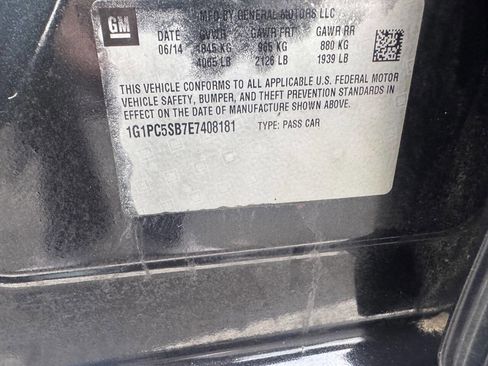 GM
MFD BY GENERAL MOTORS LLC
DATE GVWR GAWR FRT GAWR RR
06/14 1845 KG 965 KG 880 KG
4065 LB 2126 LB 1939 LB
THIS VEHICLE CONFORMS TO ALL APPLICABLE U.S. FEDERAL MOTOR
VEHICLE SAFETY, BUMPER, AND THEFT PREVENTION STANDARDS IN
EFFECT ON THE DATE OF MANUFACTURE SHOWN ABOVE.
1G1PC5SB7E7408181 TYPE: PASS CAR